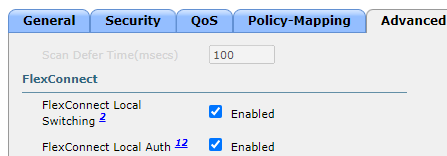 General Security QoS Policy-Mapping Advanced
Scan Defer Time(msecs) 100
FlexConnect
FlexConnect Local
Switching 2 Enabled
FlexConnect Local Auth 12 Enabled